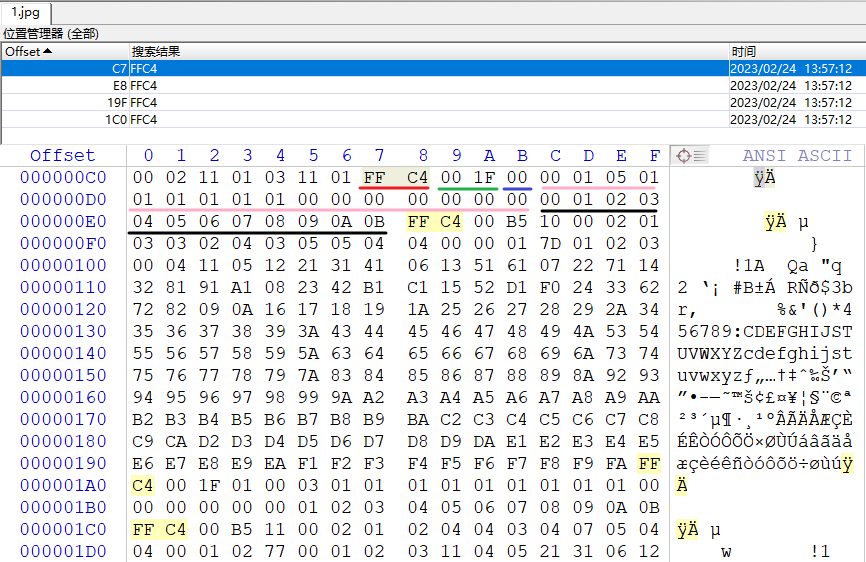 1.jpg
位置管理器 (全部)
Offset 搜索结果 时间
C7 FFC4 2023/02/24 13:57:12
E8 FFC4 2023/02/24 13:57:12
19F FFC4 2023/02/24 13:57:12
1C0 FFC4 2023/02/24 13:57:12
Offset 0 1 2 3 4 5 6 7 8 9 A B C D E F ANSI ASCII
000000C0 00 02 11 01 03 11 01 FF C4 00 1F 00 00 01 05 01 ÿÄ
000000D0 01 01 01 01 01 00 00 00 00 00 00 00 00 01 02 03
000000E0 04 05 06 07 08 09 0A 0B FF C4 00 B5 10 00 02 01 ÿÄ µ
000000F0 03 03 02 04 03 05 05 04 04 00 00 01 7D 01 02 03 }
00000100 00 04 11 05 12 21 31 41 06 13 51 61 07 22 71 14 !1A Qa "q
00000110 32 81 91 A1 08 23 42 B1 C1 15 52 D1 F0 24 33 62 2 ‘¡ #B±Á RÑð$3b
00000120 72 82 09 0A 16 17 18 19 1A 25 26 27 28 29 2A 34 r‚ %&'()*4
00000130 35 36 37 38 39 3A 43 44 45 46 47 48 49 4A 53 54 56789:CDEFGHIJST
00000140 55 56 57 58 59 5A 63 64 65 66 67 68 69 6A 73 74 UVWXYZcdefghijst
00000150 75 76 77 78 79 7A 83 84 85 86 87 88 89 8A 92 93 uvwxyzƒ„…†‡ˆ‰Š’“
00000160 94 95 96 97 98 99 9A A2 A3 A4 A5 A6 A7 A8 A9 AA ”•–—˜™š¢£¤¥¦§¨©ª
00000170 B2 B3 B4 B5 B6 B7 B8 B9 BA C2 C3 C4 C5 C6 C7 C8 ²³´µ¶·¸¹ºÂÃÄÅÆÇÈ
00000180 C9 CA D2 D3 D4 D5 D6 D7 D8 D9 DA E1 E2 E3 E4 E5 ÉÊÒÓÔÕÖ×ØÙÚáâãäå
00000190 E6 E7 E8 E9 EA F1 F2 F3 F4 F5 F6 F7 F8 F9 FA FF æçèéêñòóôõö÷øùúÿ
000001A0 C4 00 1F 01 00 03 01 01 01 01 01 01 01 01 01 00 Ä
000001B0 00 00 00 00 00 01 02 03 04 05 06 07 08 09 0A 0B
000001C0 FF C4 00 B5 11 00 02 01 02 04 04 03 04 07 05 04 ÿÄ µ
000001D0 04 00 01 02 77 00 01 02 03 11 04 05 21 31 06 12 w !1